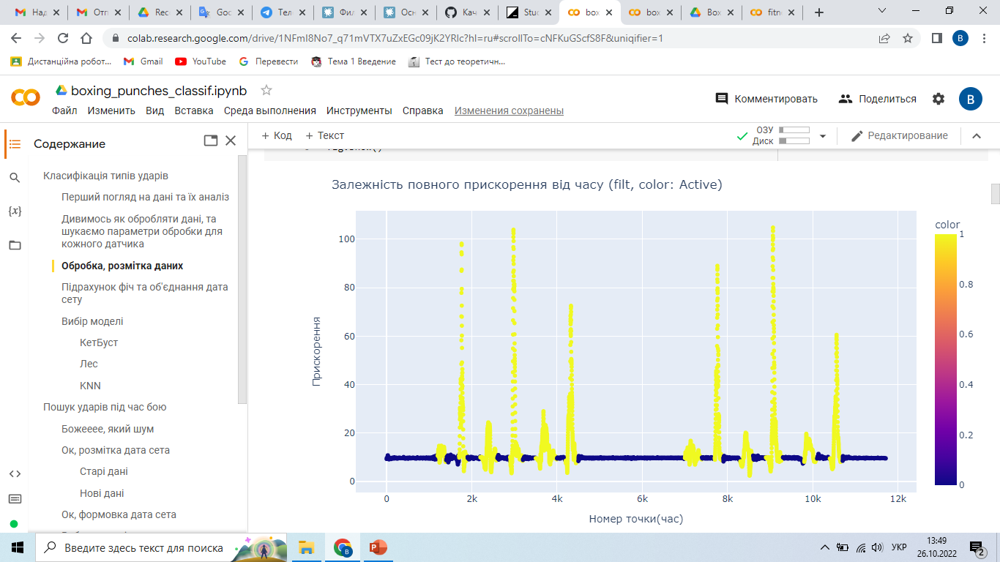 Над
Отп
Rec
Goc
Тел
Фил
Осн
Кач
Stuc
box
box
Box
fitne
colab.research.google.com/drive/1NFmI8No7_q71mVTX7uZxEGc09jK2YRlc?hl=ru#scrollTo=cNFKuGScfS8F&uniqifier=1
B
Дистанційна робот...
Gmail
YouTube
Перевести
Тема 1 Введение
Тест до теоретичн...
boxing_punches_classif.ipynb
Файл Изменить Вид Вставка Среда выполнения Инструменты Справка Изменения сохранены
Комментировать
Поделиться
B
Содержание
+ Код + Текст
ОЗУ
Диск
Редактирование
Класифікація типів ударів
Перший погляд на дані та їх аналіз
Дивимось як обробляти дані, та
шукаємо параметри обробки для
кожного датчика
Обробка, розмітка даних
Підрахунок фіч та об'єднання дата
сету
Вибір моделі
КетБуст
Лес
KNN
Пошук ударів під час бою
Божееее, який шум
Ок, розмітка дата сета
Старі дані
Нові дані
Ок, формовка дата сета
{x}
Залежність повного прискорення від часу (filt, color: Active)
Прискорення
100
80
60
40
20
0
0 2k 4k 6k 8k 10k 12k
Номер точки(час)
color
1
0.8
0.6
0.4
0.2
0
Введите здесь текст для поиска
B
P
УКР
13:49
26.10.2022
2